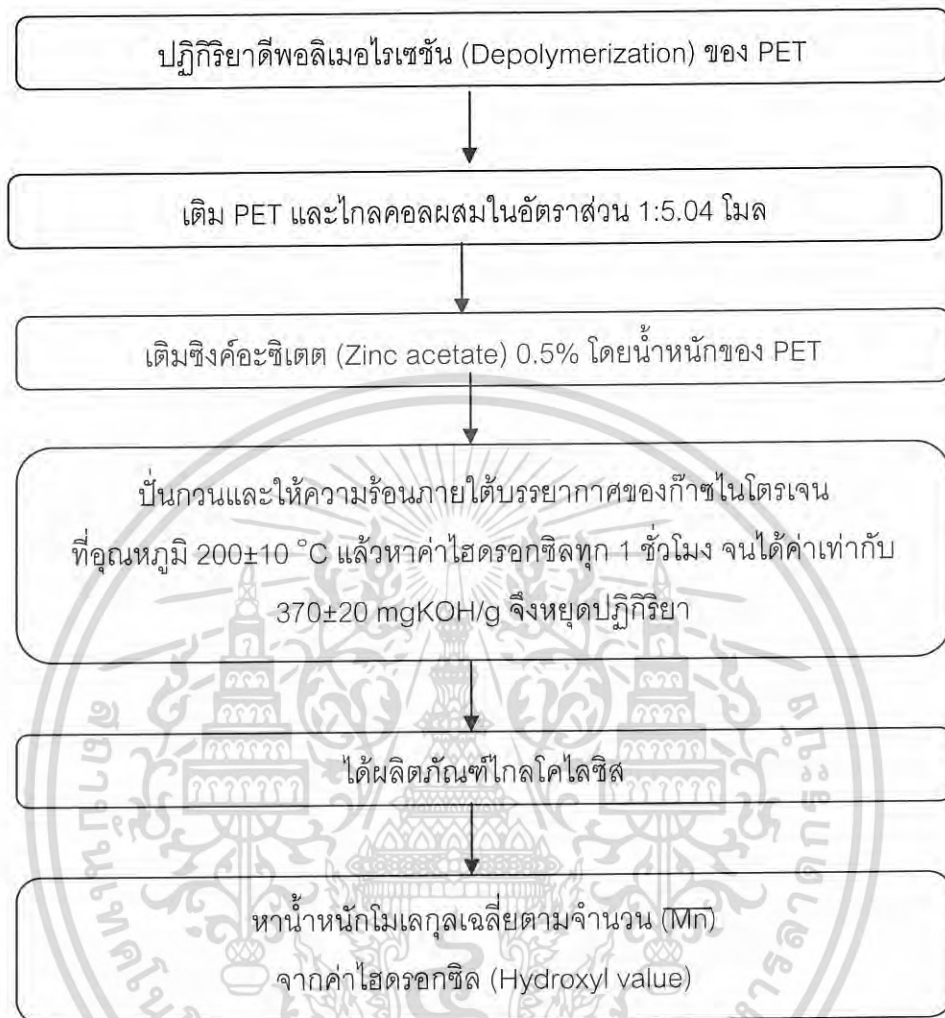 ปฏิกิริยาดีพอลิเมอไรเซชัน (Depolymerization) ของ PET
เติม PET และไกลคอลผสมในอัตราส่วน 1:5.04 โมล
เติมซิงค์อะซิเตต (Zinc acetate) 0.5% โดยน้ำหนักของ PET
ปั่นกวนและให้ความร้อนภายใต้บรรยากาศของก๊าซไนโตรเจน
ที่อุณหภูมิ 200±10 °C แล้วหาค่าไฮดรอกซิลทุก 1 ชั่วโมง จนได้ค่าเท่ากับ
370±20 mgKOH/g จึงหยุดปฏิกิริยา
ได้ผลิตภัณฑ์ไกลโคไลซิส
หาน้ำหนักโมเลกุลเฉลี่ยตามจำนวน (M̅n̅)
จากค่าไฮดรอกซิล (Hydroxyl value)